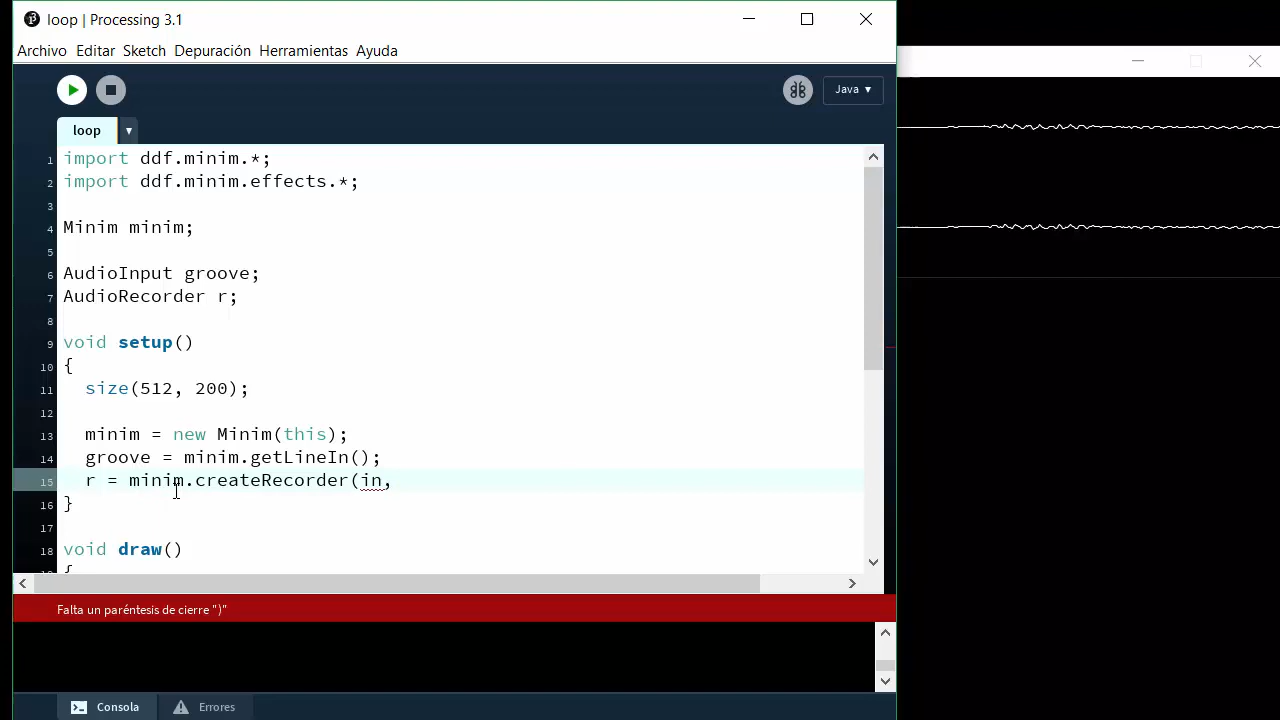 loop | Processing 3.1
Archivo Editar Sketch Depuración Herramientas Ayuda
Java ▾
loop ▾
1 import ddf.minim.*;
2 import ddf.minim.effects.*;
3
4 Minim minim;
5
6 AudioInput groove;
7 AudioRecorder r;
8
9 void setup()
10 {
11 size(512, 200);
12
13 minim = new Minim(this);
14 groove = minim.getLineIn();
15 r = minim.createRecorder(in,
16 }
17
18 void draw()
{
Falta un paréntesis de cierre ")"
Consola Errores